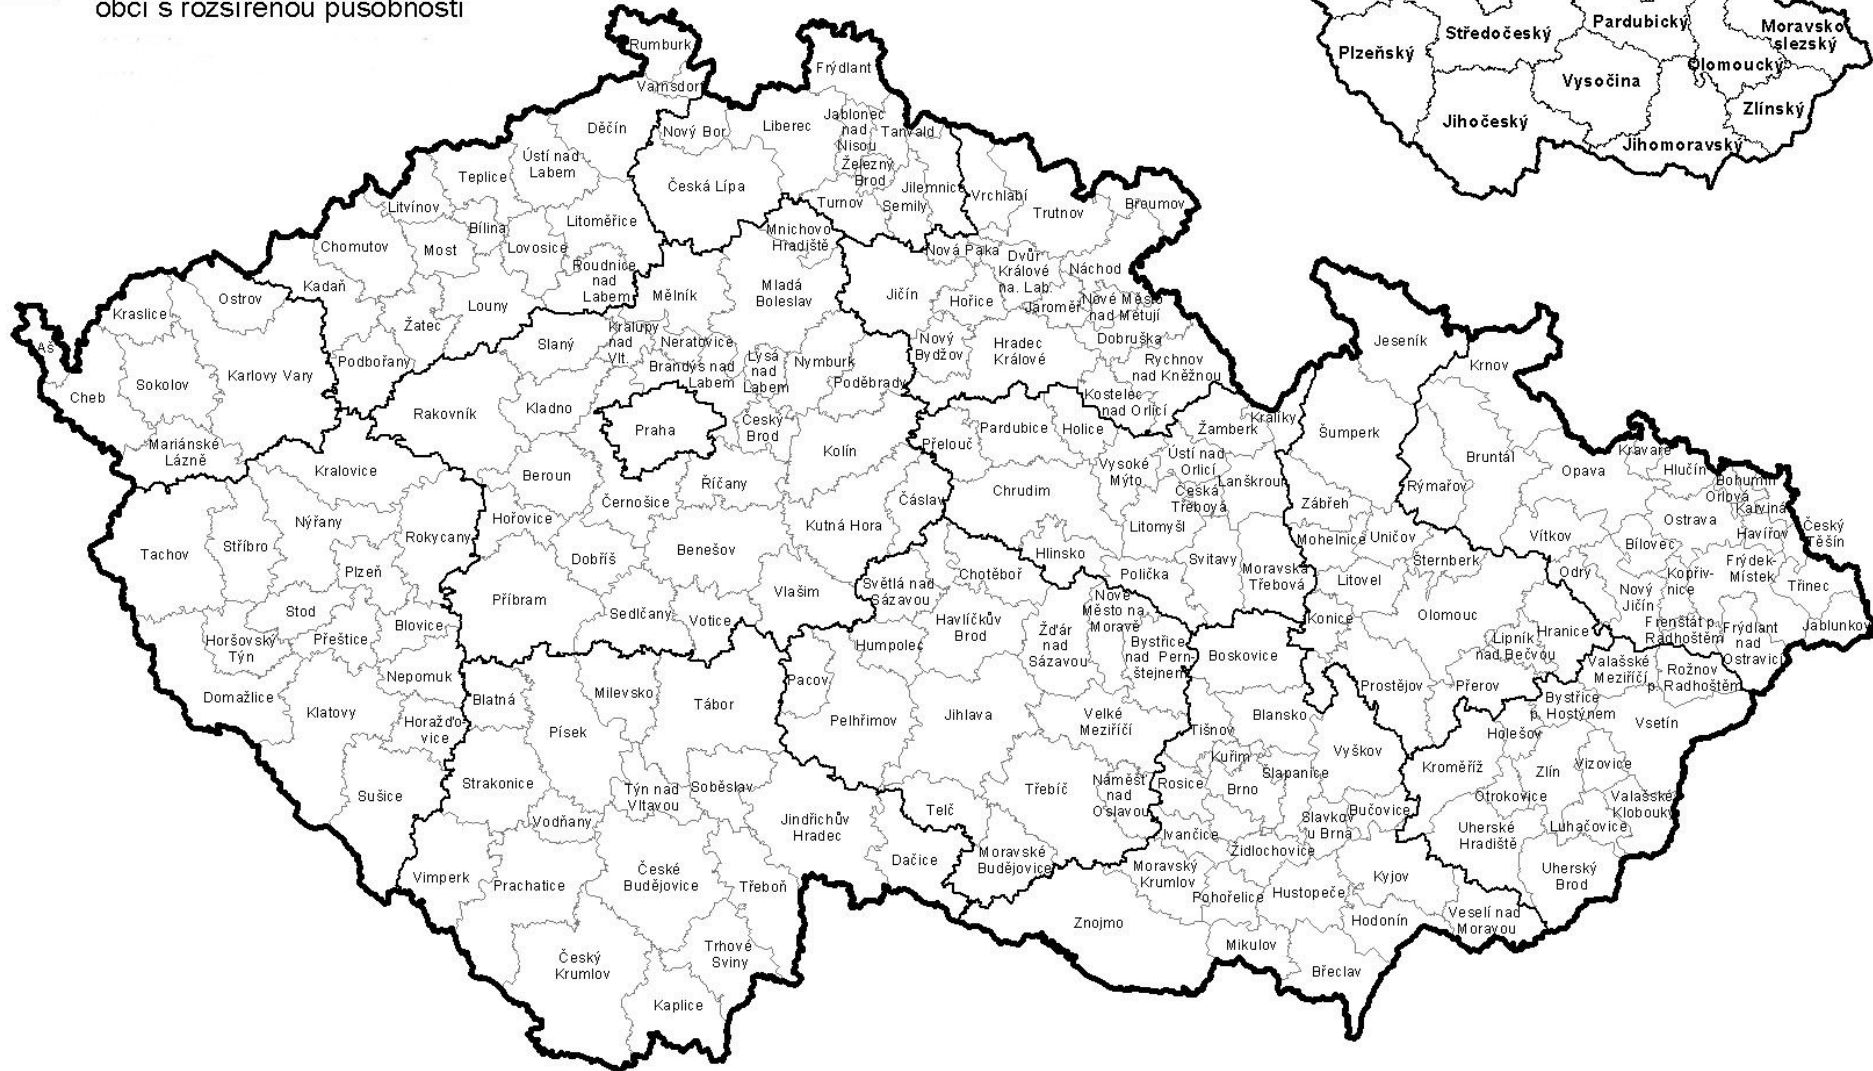 obcí s rozšířenou působností
Pardubický
Moravsko
slezský
Středočeský
Plzeňský
Olomoucký
Vysočina
Zlínský
Jihočeský
Jihomoravský
Rumburk
Varnsdorf
Frýdlant
Děčín
Nový Bor
Liberec
Jablonec
nad
Nisou
Tanvald
Ústí nad
Labem
Teplice
Česká Lípa
Železný
Brod
Jilemnice
Vrchlabí
Turnov
Semily
Trutnov
Broumov
Litvínov
Bílina
Litoměřice
Chomutov
Most
Lovosice
Mnichovo
Hradiště
Nová Paka
Dvůr
Králové
na. Lab.
Náchod
Roudnice
nad
Labem
Kadaň
Ostrov
Kraslice
Louny
Mělník
Mladá
Boleslav
Jičín
Hořice
Jaroměř
Nové Město
nad Metují
Žatec
Aš
Slaný
Kralupy
nad
Vlt.
Neratovice
Podbořany
Brandýs nad
Labem
Lysá
nad
Labem
Nymburk
Poděbrady
Nový
Bydžov
Hradec
Králové
Dobruška
Rychnov
nad Kněžnou
Jeseník
Krnov
Cheb
Sokolov
Karlovy Vary
Rakovník
Kladno
Praha
Český
Brod
Kostelec
nad Orlicí
Mariánské
Lázně
Kralovice
Kolín
Přelouč
Pardubice
Holice
Žamberk
Králíky
Šumperk
Bruntál
Rýmařov
Opava
Kravaře
Hlučín
Bohumín
Orlová
Karviná
Beroun
Říčany
Černošice
Čáslav
Chrudim
Vysoké
Mýto
Ústí nad
Orlicí
Lanškroun
Česká
Třebová
Zábřeh
Nýřany
Hořovice
Kutná Hora
Litomyšl
Ostrava
Havířov
Český
Těšín
Tachov
Stříbro
Rokycany
Dobříš
Benešov
Hlinsko
Svitavy
Mohelnice
Uničov
Vítkov
Bílovec
Plzeň
Chotěboř
Polička
Moravská
Třebová
Litovel
Šternberk
Odry
Kopřiv-
nice
Frýdek-
Místek
Třinec
Příbram
Sedlčany
Votice
Vlašim
Světlá nad
Sázavou
Nové
Město na
Moravě
Nový
Jičín
Stod
Blovice
Přeštice
Horšovský
Týn
Humpolec
Havlíčkův
Brod
Žďár
nad
Sázavou
Bystřice
nad Pern-
štejnem
Boskovice
Konice
Olomouc
Lipník
nad Bečvou
Hranice
Frenštát p.
Radhoštěm
Frýdlant
nad
Ostravicí
Jablunkov
Nepomuk
Domažlice
Klatovy
Horažďo-
vice
Blatná
Milevsko
Tábor
Pacov
Pelhřimov
Jihlava
Velké
Meziříčí
Prostějov
Přerov
Valašské
Meziříčí
Rožnov
p. Radhoštěm
Písek
Tišnov
Blansko
Vyškov
Bystřice
p. Hostýnem
Vsetín
Holešov
Sušice
Strakonice
Týn nad
Vltavou
Soběslav
Třebíč
Náměšť
nad
Oslavou
Rosice
Kuřim
Brno
Šlapanice
Kroměříž
Zlín
Vizovice
Vodňany
Jindřichův
Hradec
Telč
Slavkov
u Brna
Bučovice
Otrokovice
Valašské
Klobouky
Luhačovice
Dačice
Moravské
Budějovice
Ivančice
Židlochovice
Uherské
Hradiště
Uherský
Brod
Vimperk
Prachatice
České
Budějovice
Třeboň
Moravský
Krumlov
Pohořelice
Hustopeče
Kyjov
Hodonín
Veselí nad
Moravou
Znojmo
Český
Krumlov
Trhové
Sviny
Mikulov
Břeclav
Kaplice